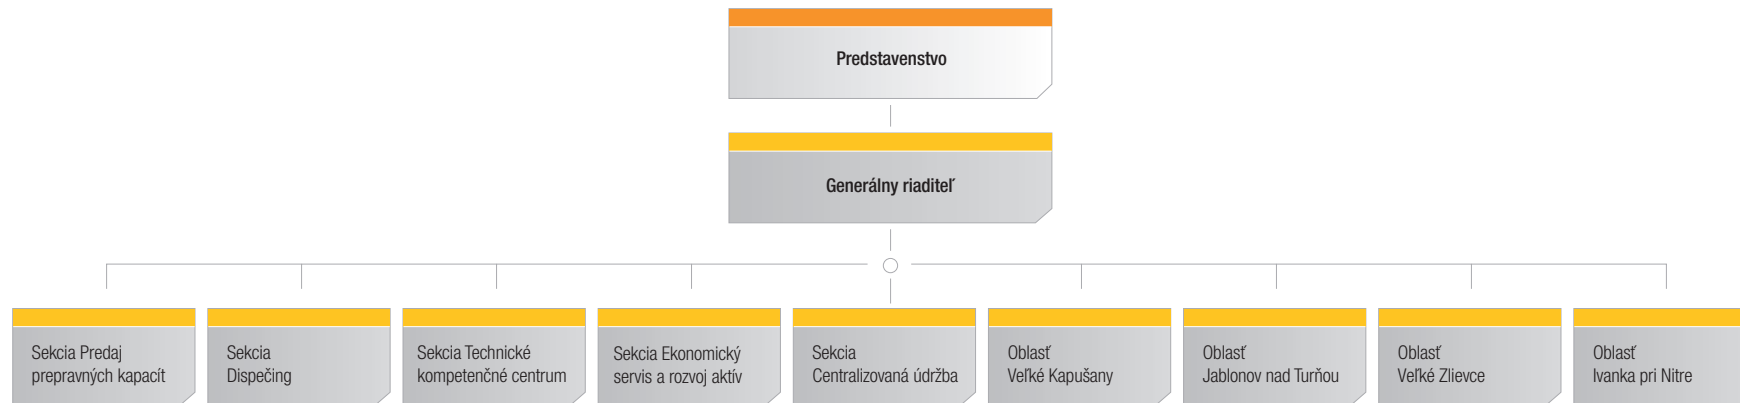 Predstavenstvo
Generálny riaditeľ
Sekcia Predaj
prepravných kapacít
Sekcia
Dispečing
Sekcia Technické
kompetenčné centrum
Sekcia Ekonomický
servis a rozvoj aktív
Sekcia
Centralizovaná údržba
Oblasť
Veľké Kapušany
Oblasť
Jablonov nad Turňou
Oblasť
Veľké Zlievce
Oblasť
Ivanka pri Nitre